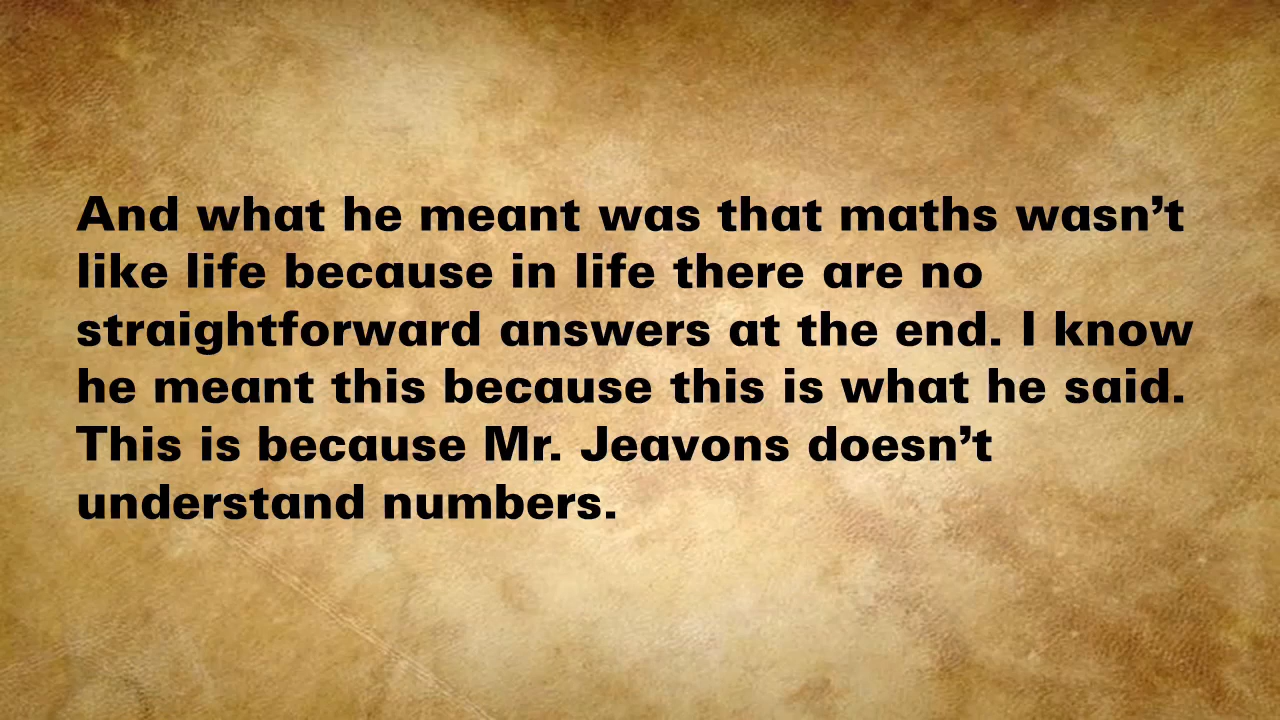 And what he meant was that maths wasn’t
like life because in life there are no
straightforward answers at the end. I know
he meant this because this is what he said.
This is because Mr. Jeavons doesn’t
understand numbers.